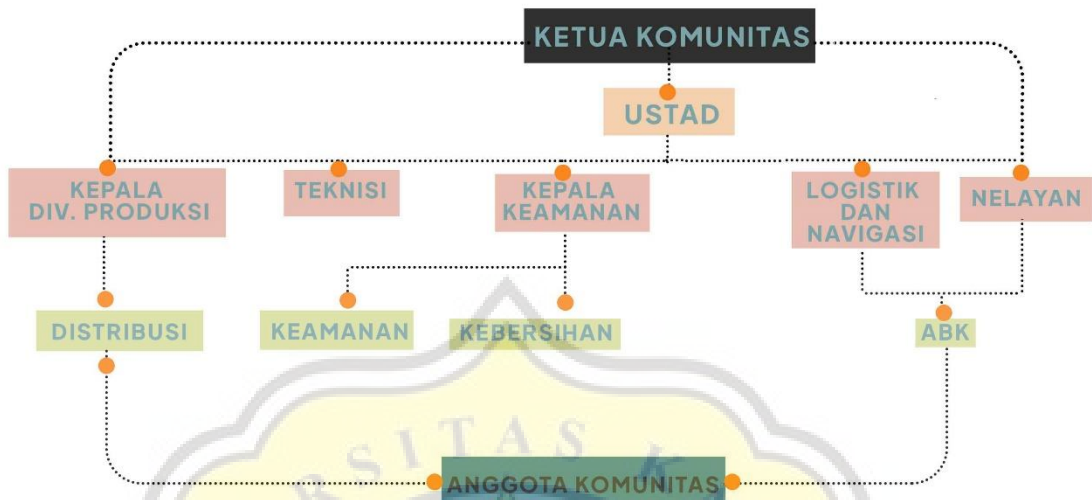 KETUA KOMUNITAS
USTAD
KEPALA
DIV. PRODUKSI
TEKNISI
KEPALA
KEAMANAN
LOGISTIK
DAN
NAVIGASI
NELAYAN
DISTRIBUSI
KEAMANAN
KEBERSIHAN
ABK
RSITAS K
ANGGOTA KOMUNITAS